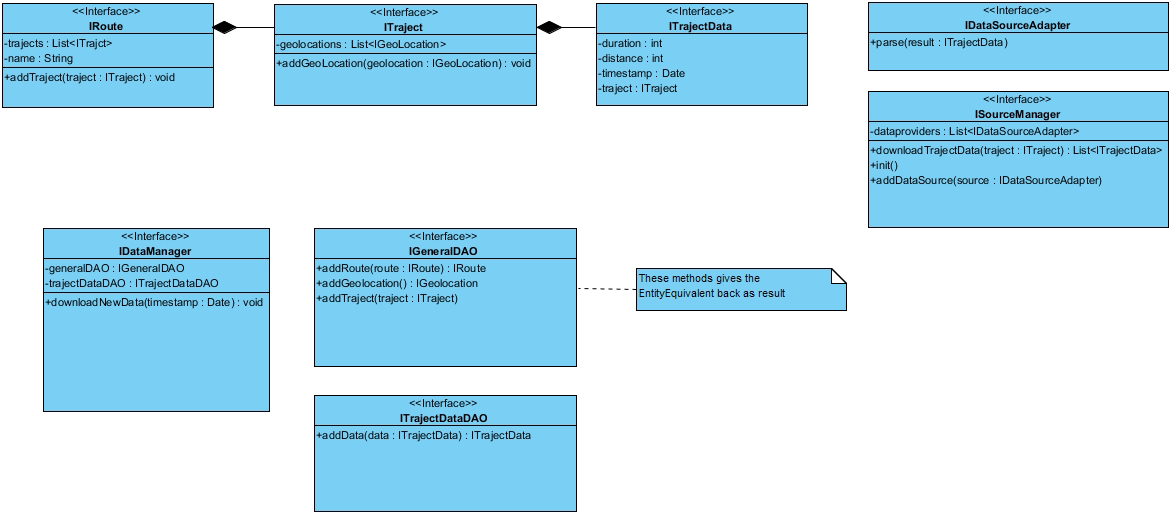 <<Interface>>
IRoute
-trajects : List<ITrajct>
-name : String
+addTraject(traject : ITraject) : void
<<Interface>>
ITraject
-geolocations : List<IGeoLocation>
+addGeoLocation(geolocation : IGeoLocation) : void
<<Interface>>
ITrajectData
-duration : int
-distance : int
-timestamp : Date
-traject : ITraject
<<Interface>>
IDataSourceAdapter
+parse(result : ITrajectData)
<<Interface>>
ISourceManager
-dataproviders : List<IDataSourceAdapter>
+downloadTrajectData(traject : ITraject) : List<ITrajectData>
+init()
+addDataSource(source : IDataSourceAdapter)
<<Interface>>
IDataManager
-generalDAO : IGeneralDAO
-trajectDataDAO : ITrajectDataDAO
+downloadNewData(timestamp : Date) : void
<<Interface>>
IGeneralDAO
+addRoute(route : IRoute) : IRoute
+addGeolocation() : IGeolocation
+addTraject(traject : ITraject)
These methods gives the
EntityEquivalent back as result
<<Interface>>
ITrajectDataDAO
+addData(data : ITrajectData) : ITrajectData